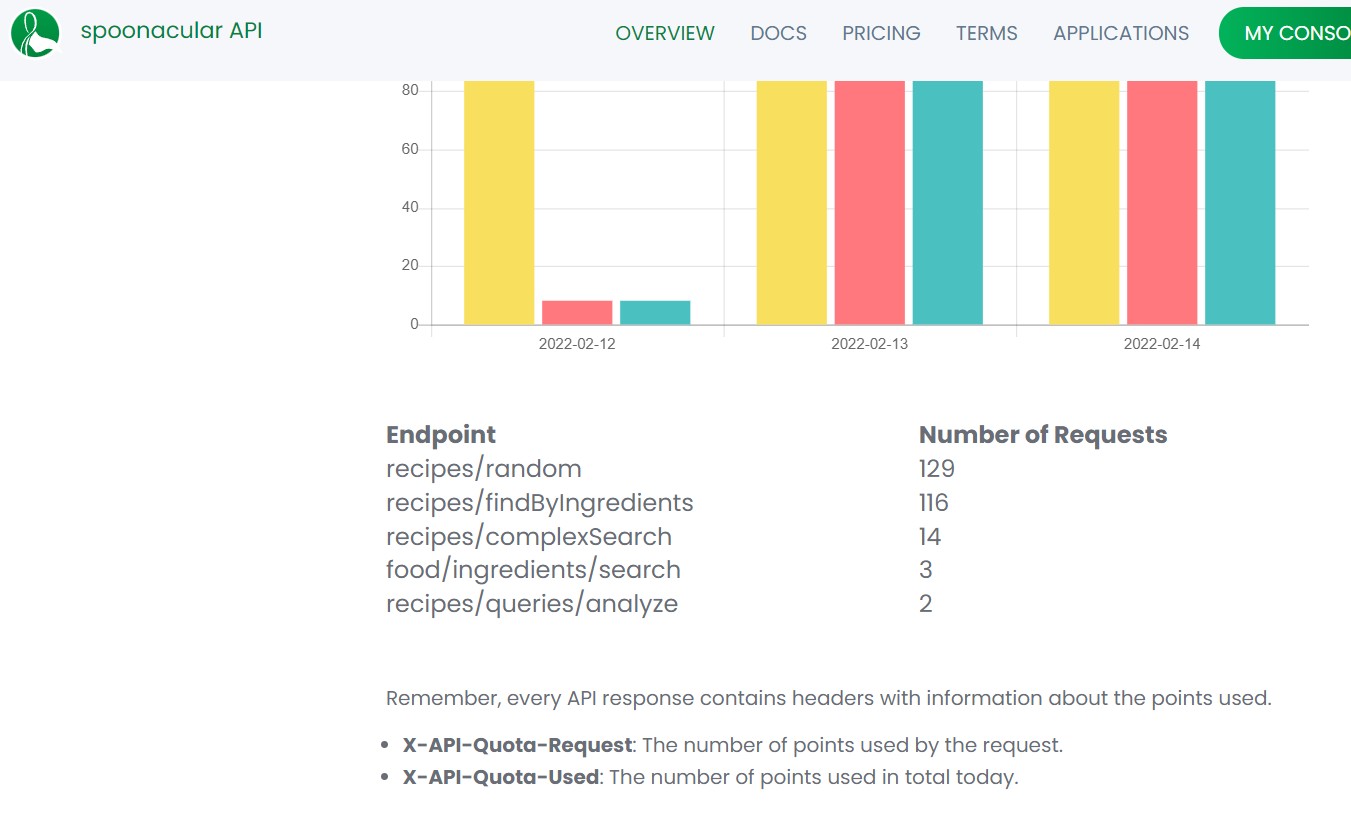 spoonacular API
OVERVIEW DOCS PRICING TERMS APPLICATIONS MY CONSO
80
60
40
20
0
2022-02-12 2022-02-13 2022-02-14
Endpoint Number of Requests
recipes/random 129
recipes/findByIngredients 116
recipes/complexSearch 14
food/ingredients/search 3
recipes/queries/analyze 2
Remember, every API response contains headers with information about the points used.
• X-API-Quota-Request: The number of points used by the request.
• X-API-Quota-Used: The number of points used in total today.